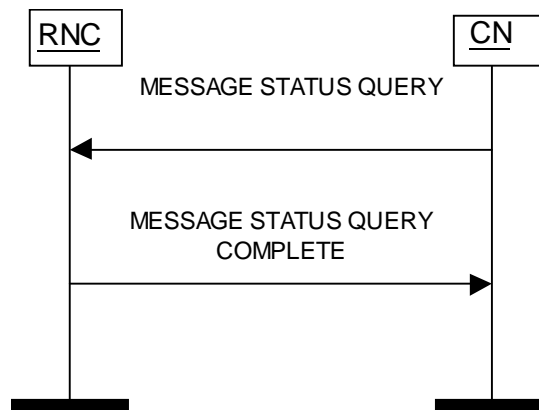 RNC
CN
MESSAGE STATUS QUERY
MESSAGE STATUS QUERY
COMPLETE